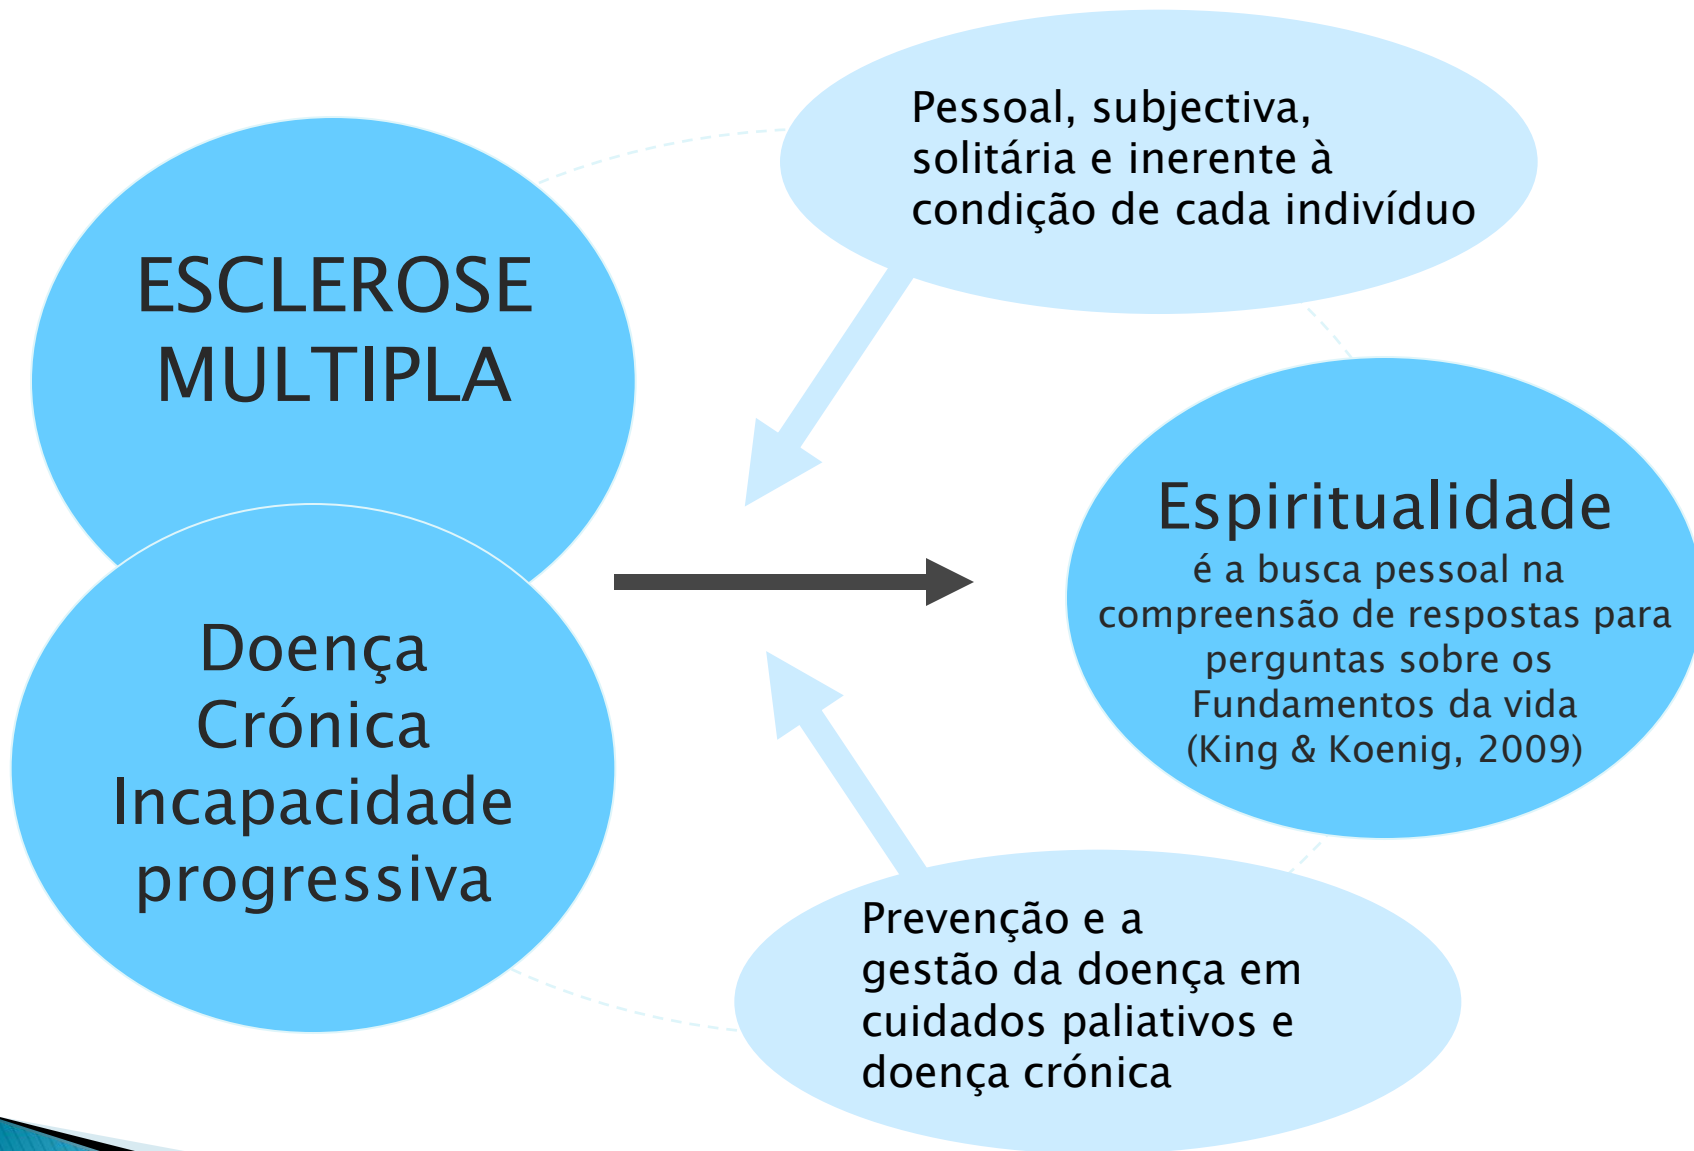 ESCLEROSE
MULTIPLA
Doença
Crónica
Incapacidade
progressiva
Pessoal, subjectiva,
solitária e inerente à
condição de cada indivíduo
Espiritualidade
é a busca pessoal na
compreensão de respostas para
perguntas sobre os
Fundamentos da vida
(King & Koenig, 2009)
Prevenção e a
gestão da doença em
cuidados paliativos e
doença crónica